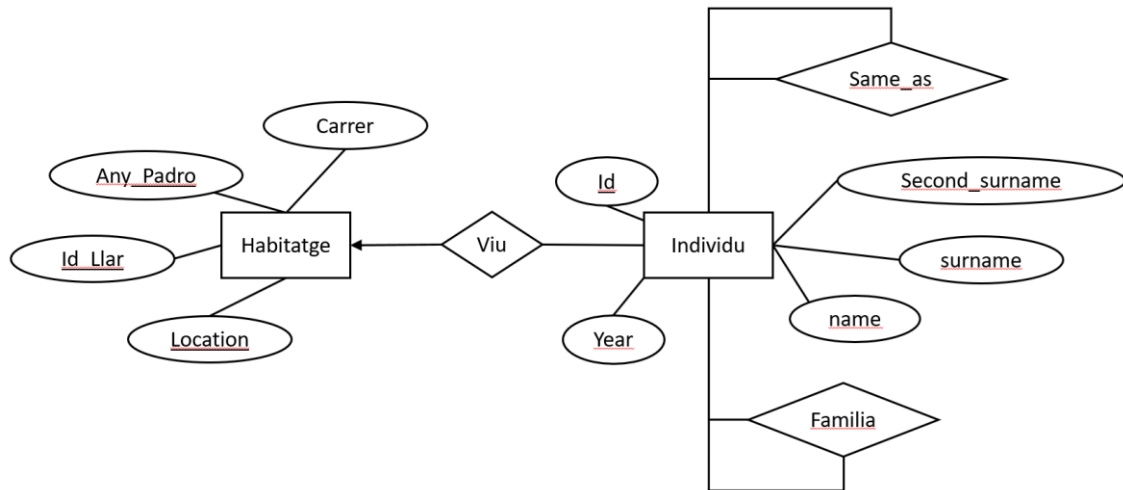 Same_as
Carrer
Any_Padro
Id
Second_surname
Habitatge
Viu
Individu
Id_Llar
surname
name
Location
Year
Familia